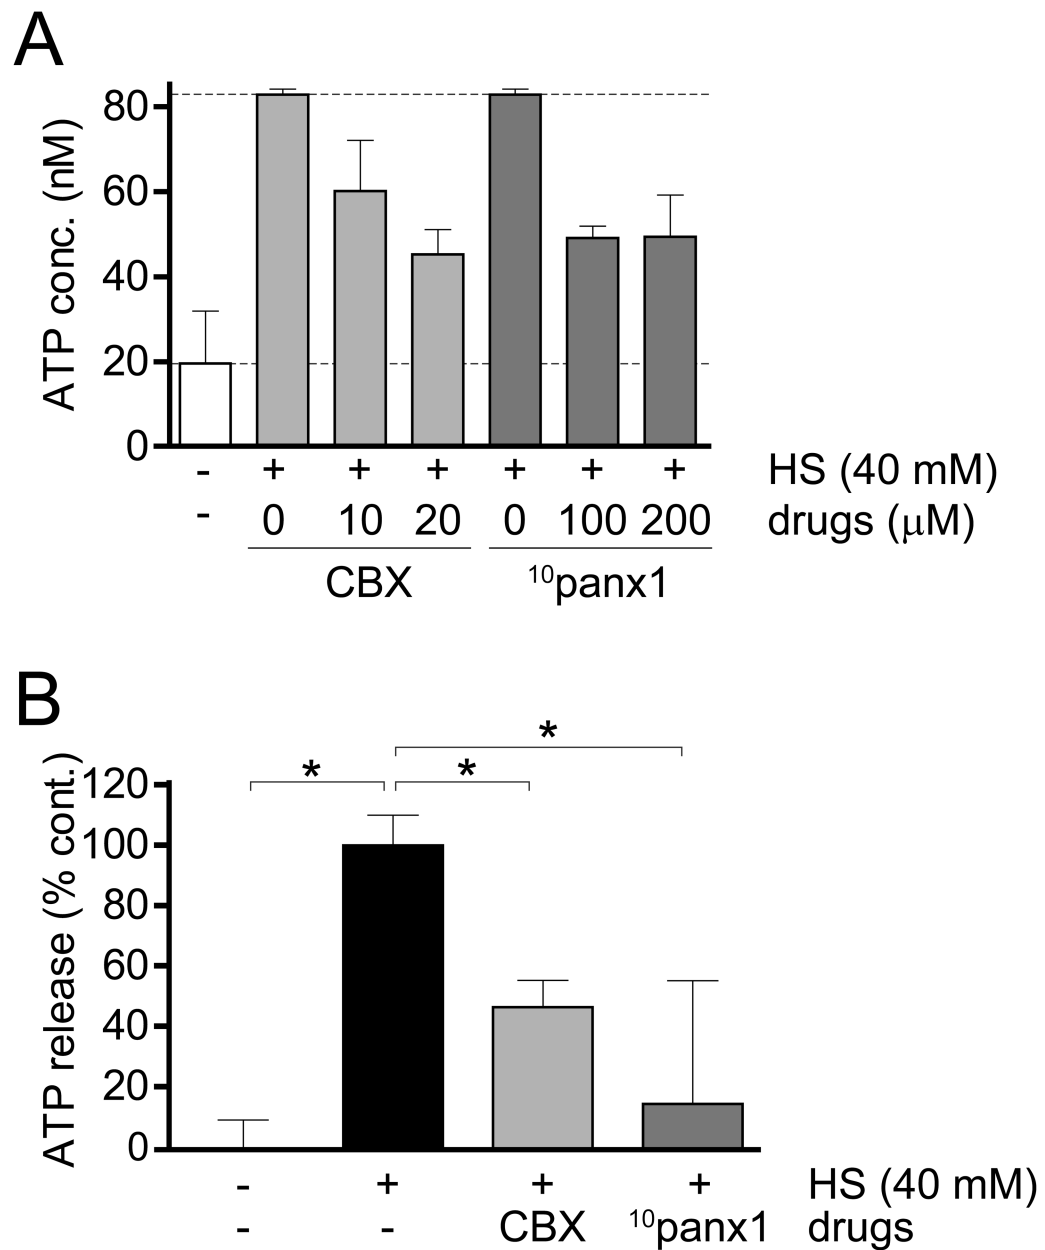 A
ATP conc. (nM)
80
60
40
20
0
- + + + + + + HS (40 mM)
- 0 10 20 0 100 200 drugs (μM)
CBX 10panx1
B
ATP release (% cont.)
* * *
120
100
80
60
40
20
0
- + + + HS (40 mM)
- - CBX 10panx1 drugs